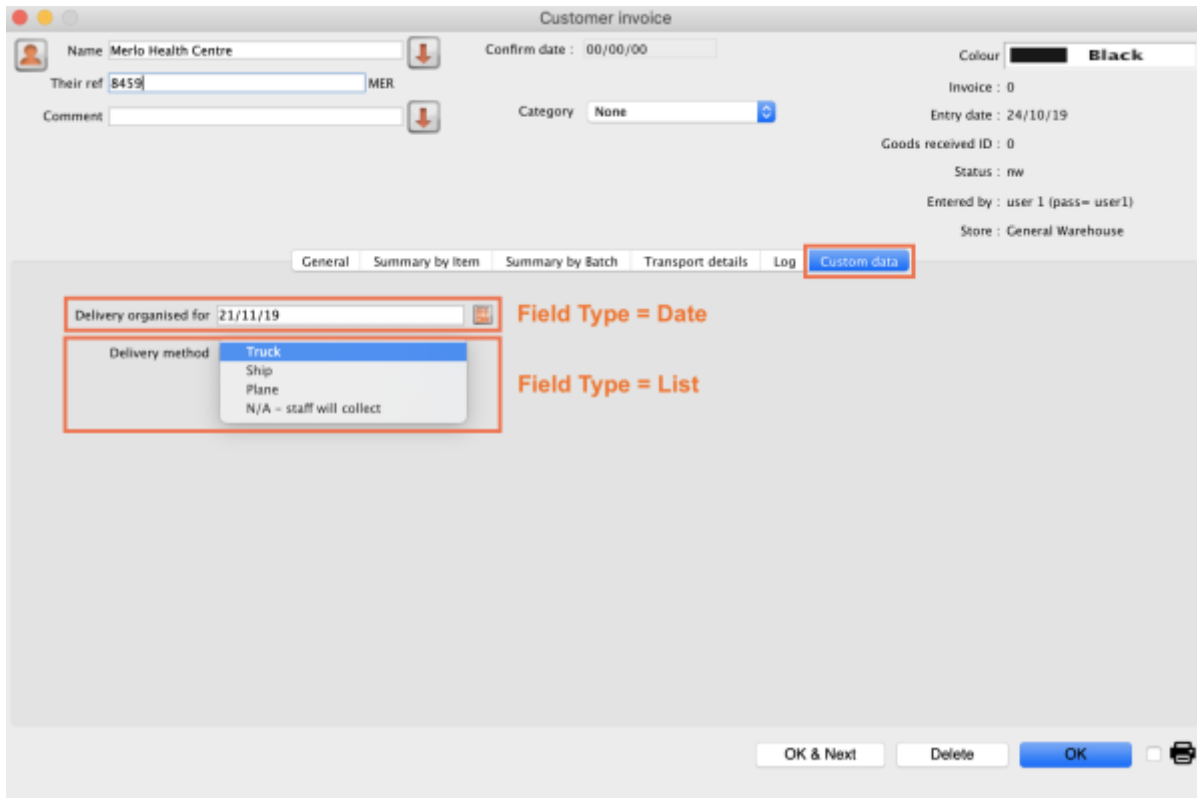 Customer invoice
Name Merlo Health Centre
Confirm date : 00/00/00
Colour Black
Their ref 8459 MER
Invoice : 0
Comment
Category None
Entry date : 24/10/19
Goods received ID : 0
Status : nw
Entered by : user 1 (pass= user1)
Store : General Warehouse
General Summary by Item Summary by Batch Transport details Log Custom data
Delivery organised for 21/11/19
Field Type = Date
Delivery method Truck
Ship
Plane
N/A - staff will collect
Field Type = List
OK & Next Delete OK